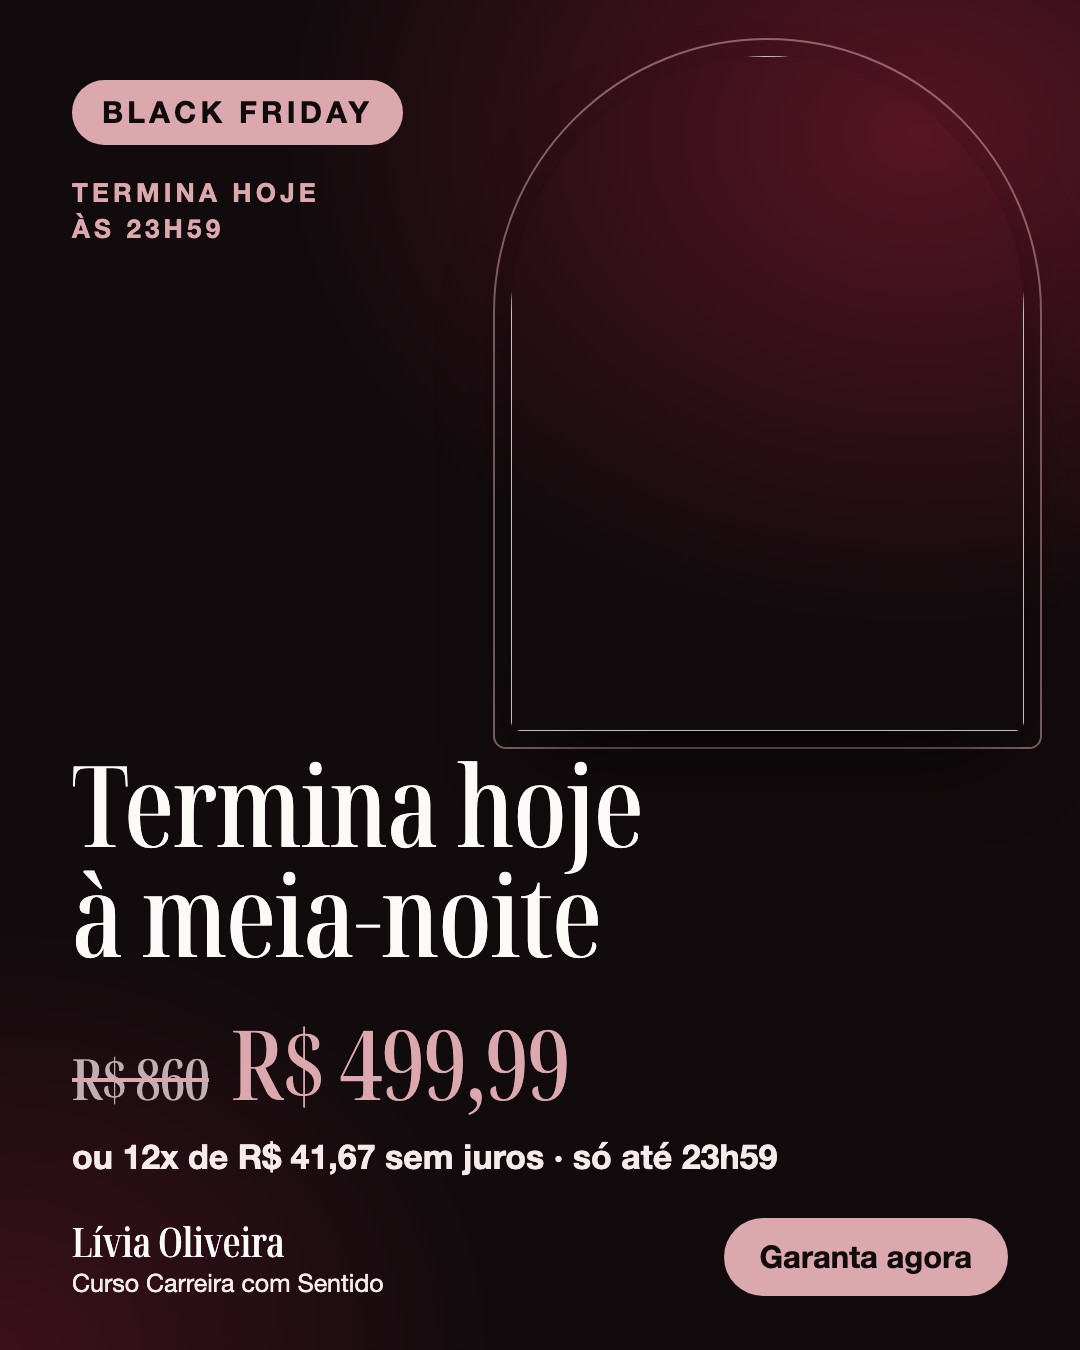 BLACK FRIDAY
TERMINA HOJE
ÀS 23H59
Termina hoje
à meia-noite
R$ 860 R$ 499,99
ou 12x de R$ 41,67 sem juros · só até 23h59
Lívia Oliveira
Curso Carreira com Sentido
Garanta agora